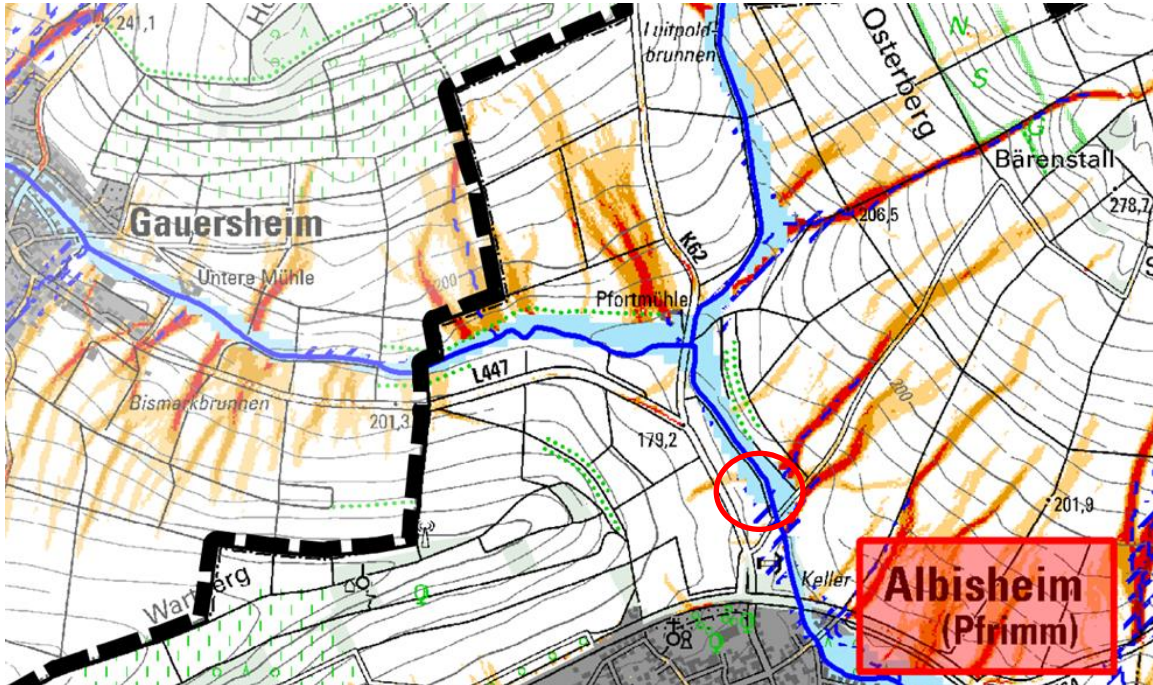 241,1
Luitpold-
brunnen
Osterberg
N
S
G
Bärenstall
278,7
206,5
Gauersheim
Untere Mühle
200
K62
Pfortmühle
L447
Bismarkbrunnen
201,3
179,2
200
201,9
Keller
Wartberg
Albisheim
(Pfrimm)